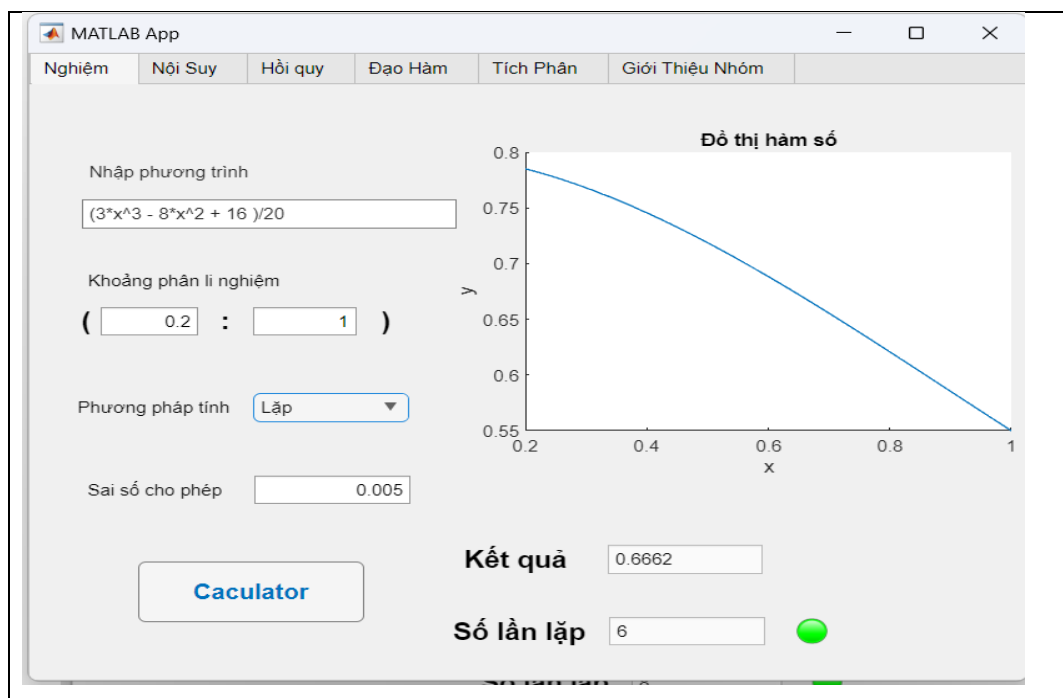 MATLAB App
Nghiệm Nội Suy Hồi quy Đạo Hàm Tích Phân Giới Thiệu Nhóm
Nhập phương trình
(3*x^3 - 8*x^2 + 16 )/20
Khoảng phân li nghiệm
( 0.2 : 1 )
Phương pháp tính Lặp
Sai số cho phép 0.005
Caculator
Đồ thị hàm số
0.8
0.75
0.7
0.65
0.6
0.55
y
0.2 0.4 0.6 0.8 1
x
Kết quả 0.6662
Số lần lặp 6